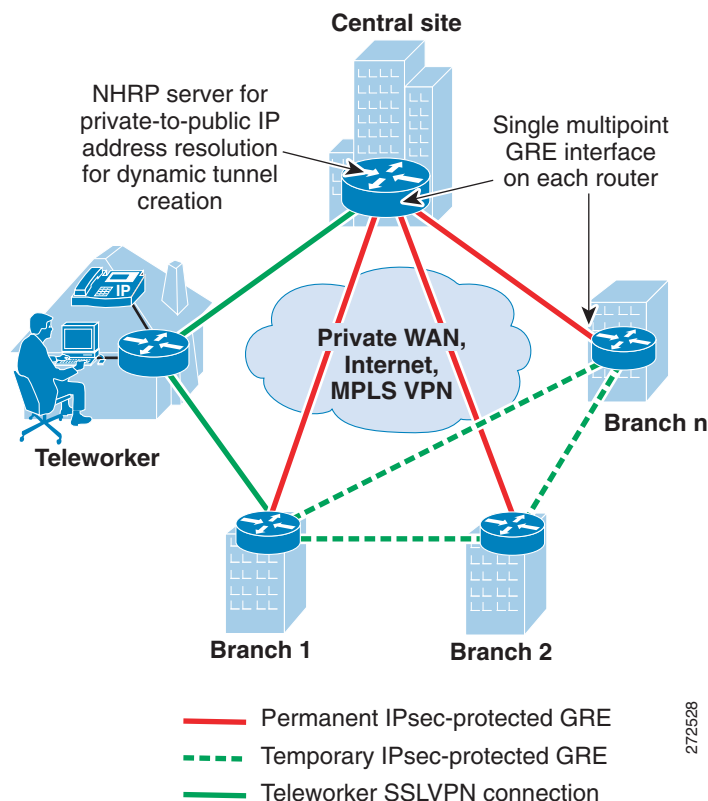 Central site
NHRP server for
private-to-public IP
address resolution
for dynamic tunnel
creation
Single multipoint
GRE interface
on each router
IP
Private WAN,
Internet,
MPLS VPN
Teleworker
Branch n
Branch 1
Branch 2
Permanent IPsec-protected GRE
Temporary IPsec-protected GRE
Teleworker SSLVPN connection
272528